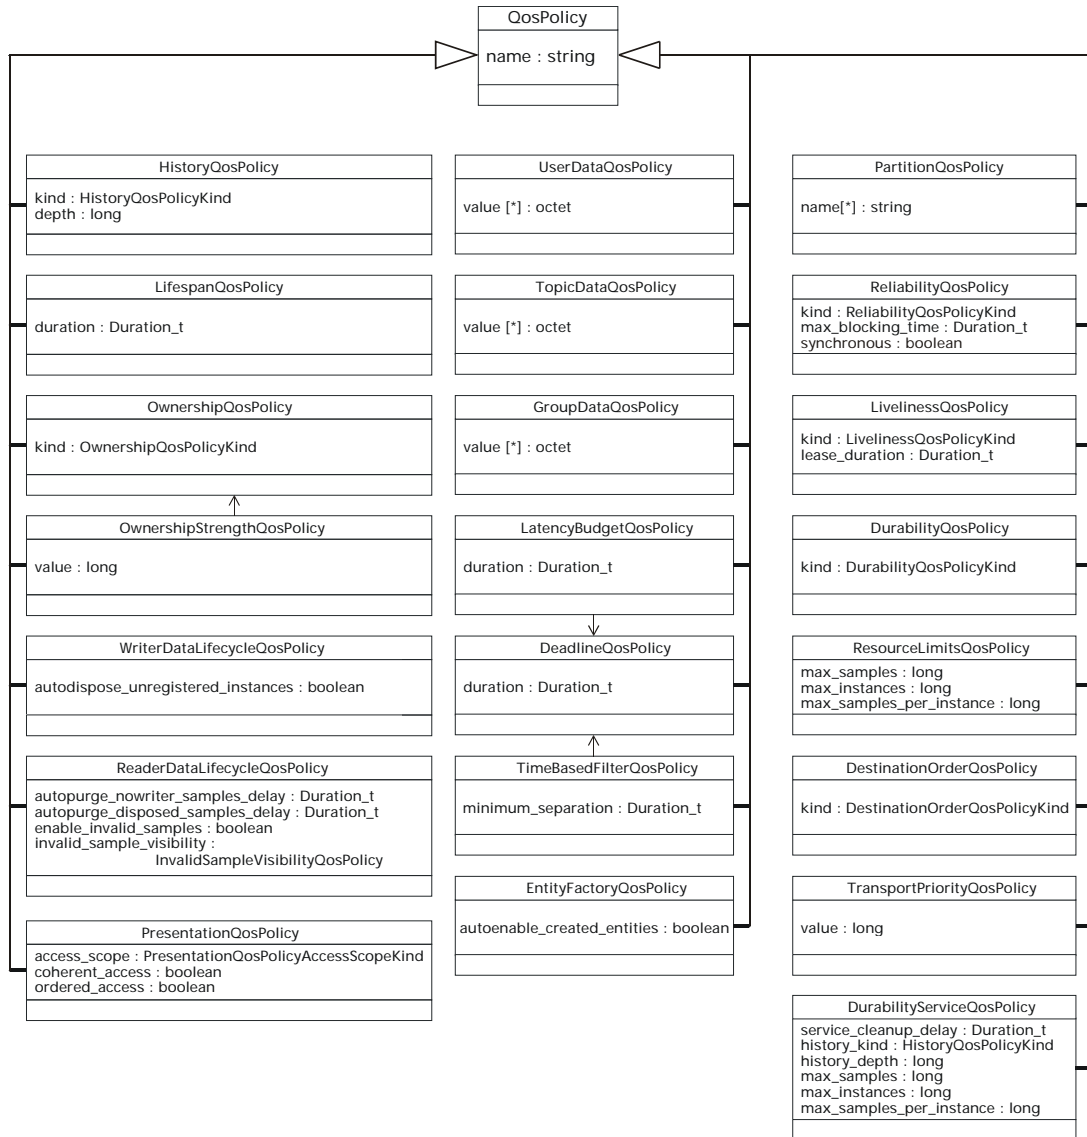 QosPolicy
name : string
HistoryQosPolicy
kind : HistoryQosPolicyKind
depth : long
UserDataQosPolicy
value [*] : octet
PartitionQosPolicy
name[*] : string
LifespanQosPolicy
duration : Duration_t
TopicDataQosPolicy
value [*] : octet
ReliabilityQosPolicy
kind : ReliabilityQosPolicyKind
max_blocking_time : Duration_t
synchronous : boolean
OwnershipQosPolicy
kind : OwnershipQosPolicyKind
GroupDataQosPolicy
value [*] : octet
LivelinessQosPolicy
kind : LivelinessQosPolicyKind
lease_duration : Duration_t
OwnershipStrengthQosPolicy
value : long
LatencyBudgetQosPolicy
duration : Duration_t
DurabilityQosPolicy
kind : DurabilityQosPolicyKind
WriterDataLifecycleQosPolicy
autodispose_unregistered_instances : boolean
DeadlineQosPolicy
duration : Duration_t
ResourceLimitsQosPolicy
max_samples : long
max_instances : long
max_samples_per_instance : long
ReaderDataLifecycleQosPolicy
autopurge_nowriter_samples_delay : Duration_t
autopurge_disposed_samples_delay : Duration_t
enable_invalid_samples : boolean
invalid_sample_visibility :
InvalidSampleVisibilityQosPolicy
TimeBasedFilterQosPolicy
minimum_separation : Duration_t
DestinationOrderQosPolicy
kind : DestinationOrderQosPolicyKind
PresentationQosPolicy
access_scope : PresentationQosPolicyAccessScopeKind
coherent_access : boolean
ordered_access : boolean
EntityFactoryQosPolicy
autoenable_created_entities : boolean
TransportPriorityQosPolicy
value : long
DurabilityServiceQosPolicy
service_cleanup_delay : Duration_t
history_kind : HistoryQosPolicyKind
history_depth : long
max_samples : long
max_instances : long
max_samples_per_instance : long